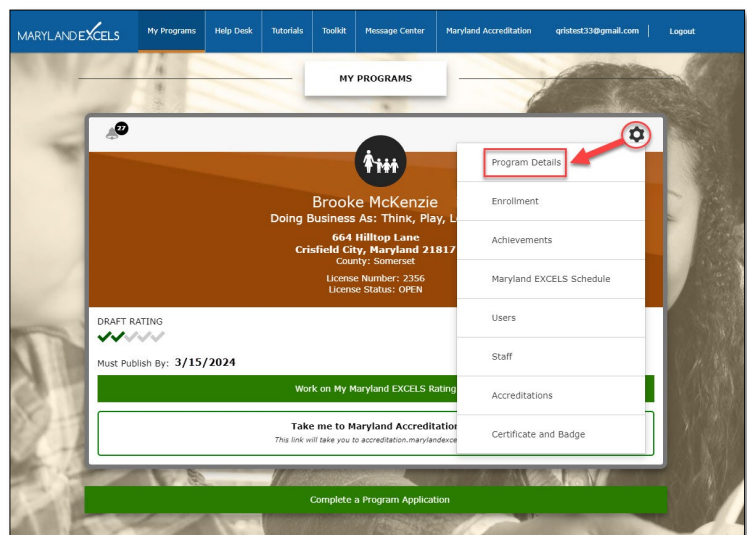 MARYLAND EXCELS
My Programs
Help Desk
Tutorials
Toolkit
Message Center
Maryland Accreditation
qristest33@gmail.com
Logout
MY PROGRAMS
27
Brooke McKenzie
Doing Business As: Think, Play, L
664 Hilltop Lane
Crisfield City, Maryland 21817
County: Somerset
License Number: 2356
License Status: OPEN
Program Details
Enrollment
Achievements
Maryland EXCELS Schedule
Users
Staff
Accreditations
Certificate and Badge
DRAFT RATING
Must Publish By: 3/15/2024
Work on My Maryland EXCELS Rating
Take me to Maryland Accreditation
This link will take you to accreditation.marylandexce
Complete a Program Application